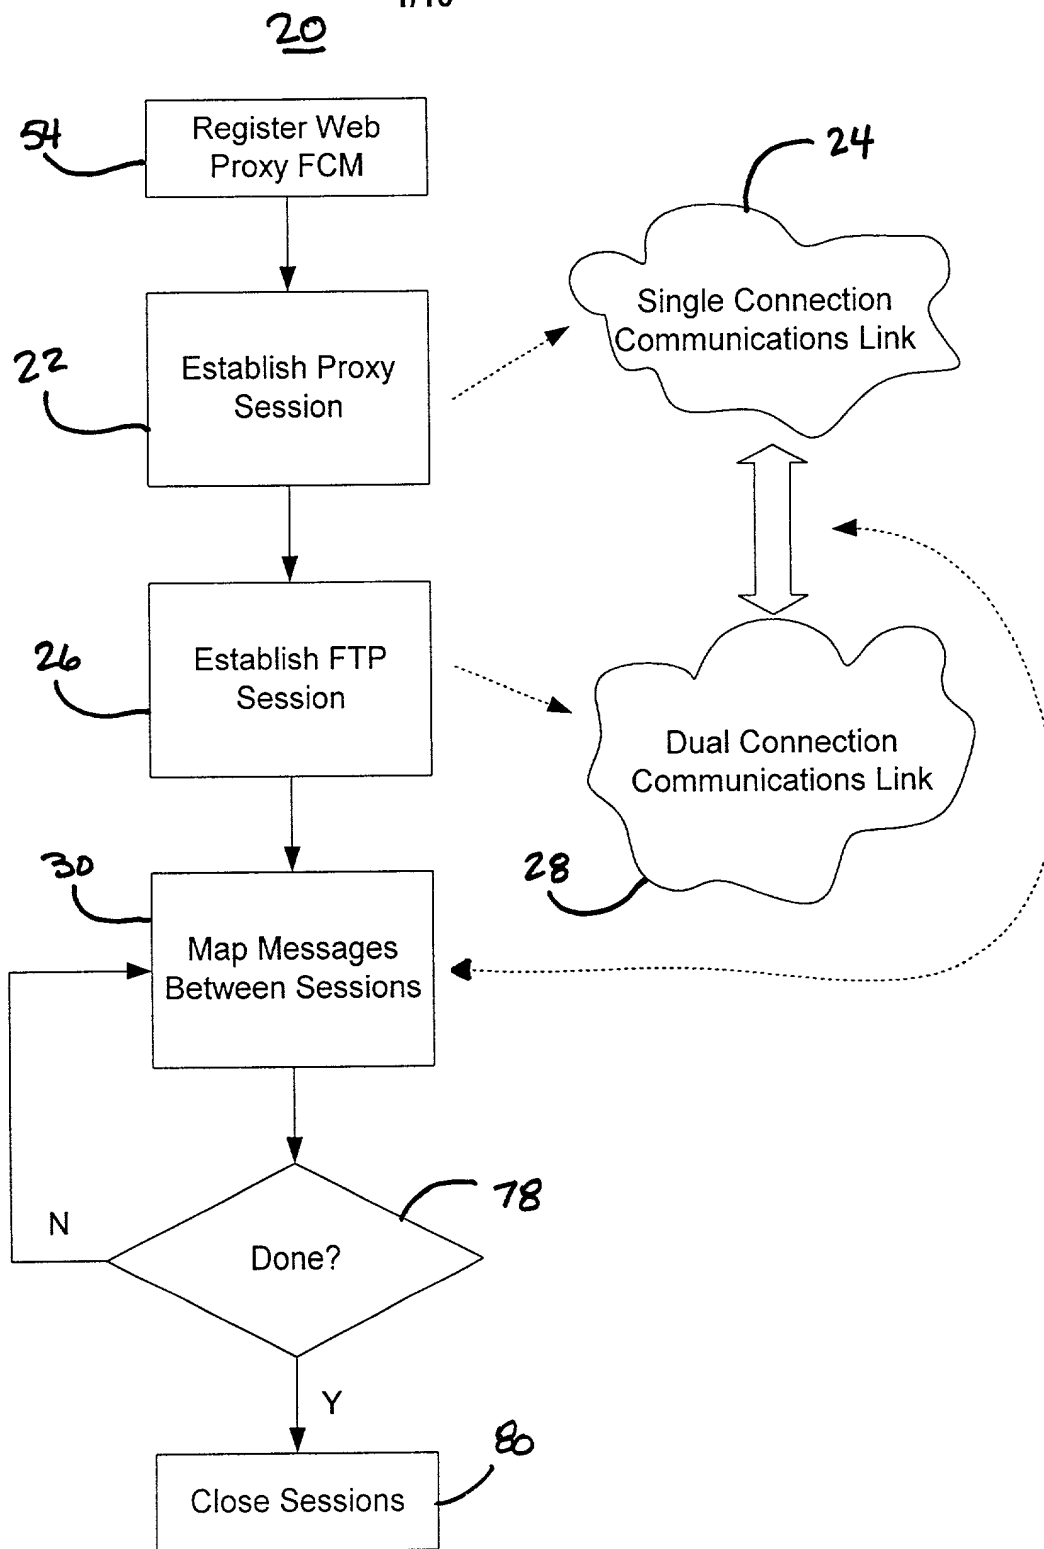 20
54
Register Web
Proxy FCM
24
Single Connection
Communications Link
22
Establish Proxy
Session
26
Establish FTP
Session
Dual Connection
Communications Link
28
30
Map Messages
Between Sessions
78
N
Done?
Y
80
Close Sessions